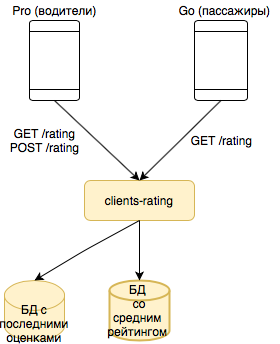 Pro (водители)
Go (пассажиры)
GET /rating
POST /rating
GET /rating
clients-rating
БД с
последними
оценками
БД
со
средним
рейтингом